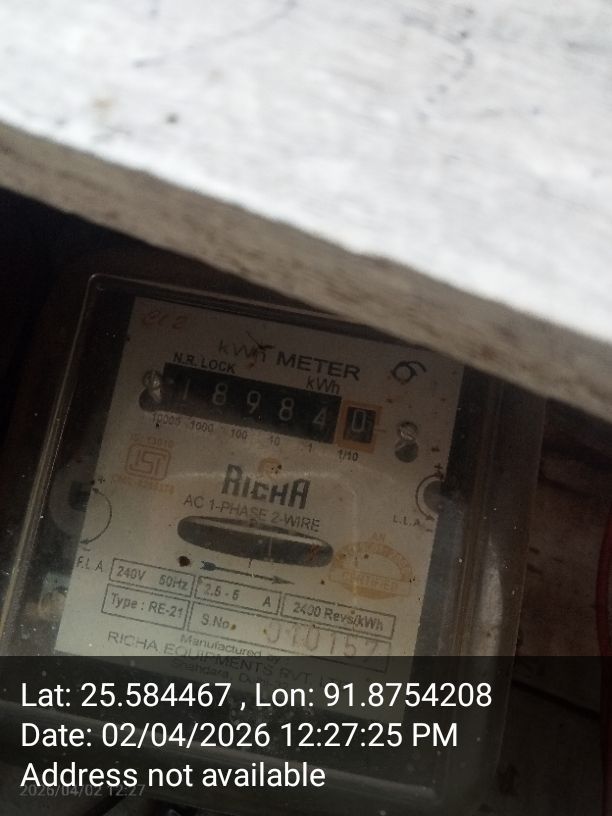 kWh METER
N.R. LOCK
kWh
1 8 9 8 4 0
10000 1000 100 10 1 1/10
ISI
RICHA
AC 1-PHASE 2-WIRE
L.L.A.
CERTIFIED
F.L.A.
240V 50Hz 2.5 - 5 A 2400 Revs/kWh
Type : RE-21 S.No.
Manufactured by :
RICHA EQUIPMENTS PVT.
Lat: 25.584467 , Lon: 91.8754208
Date: 02/04/2026 12:27:25 PM
Address not available
2026/04/02 12:27